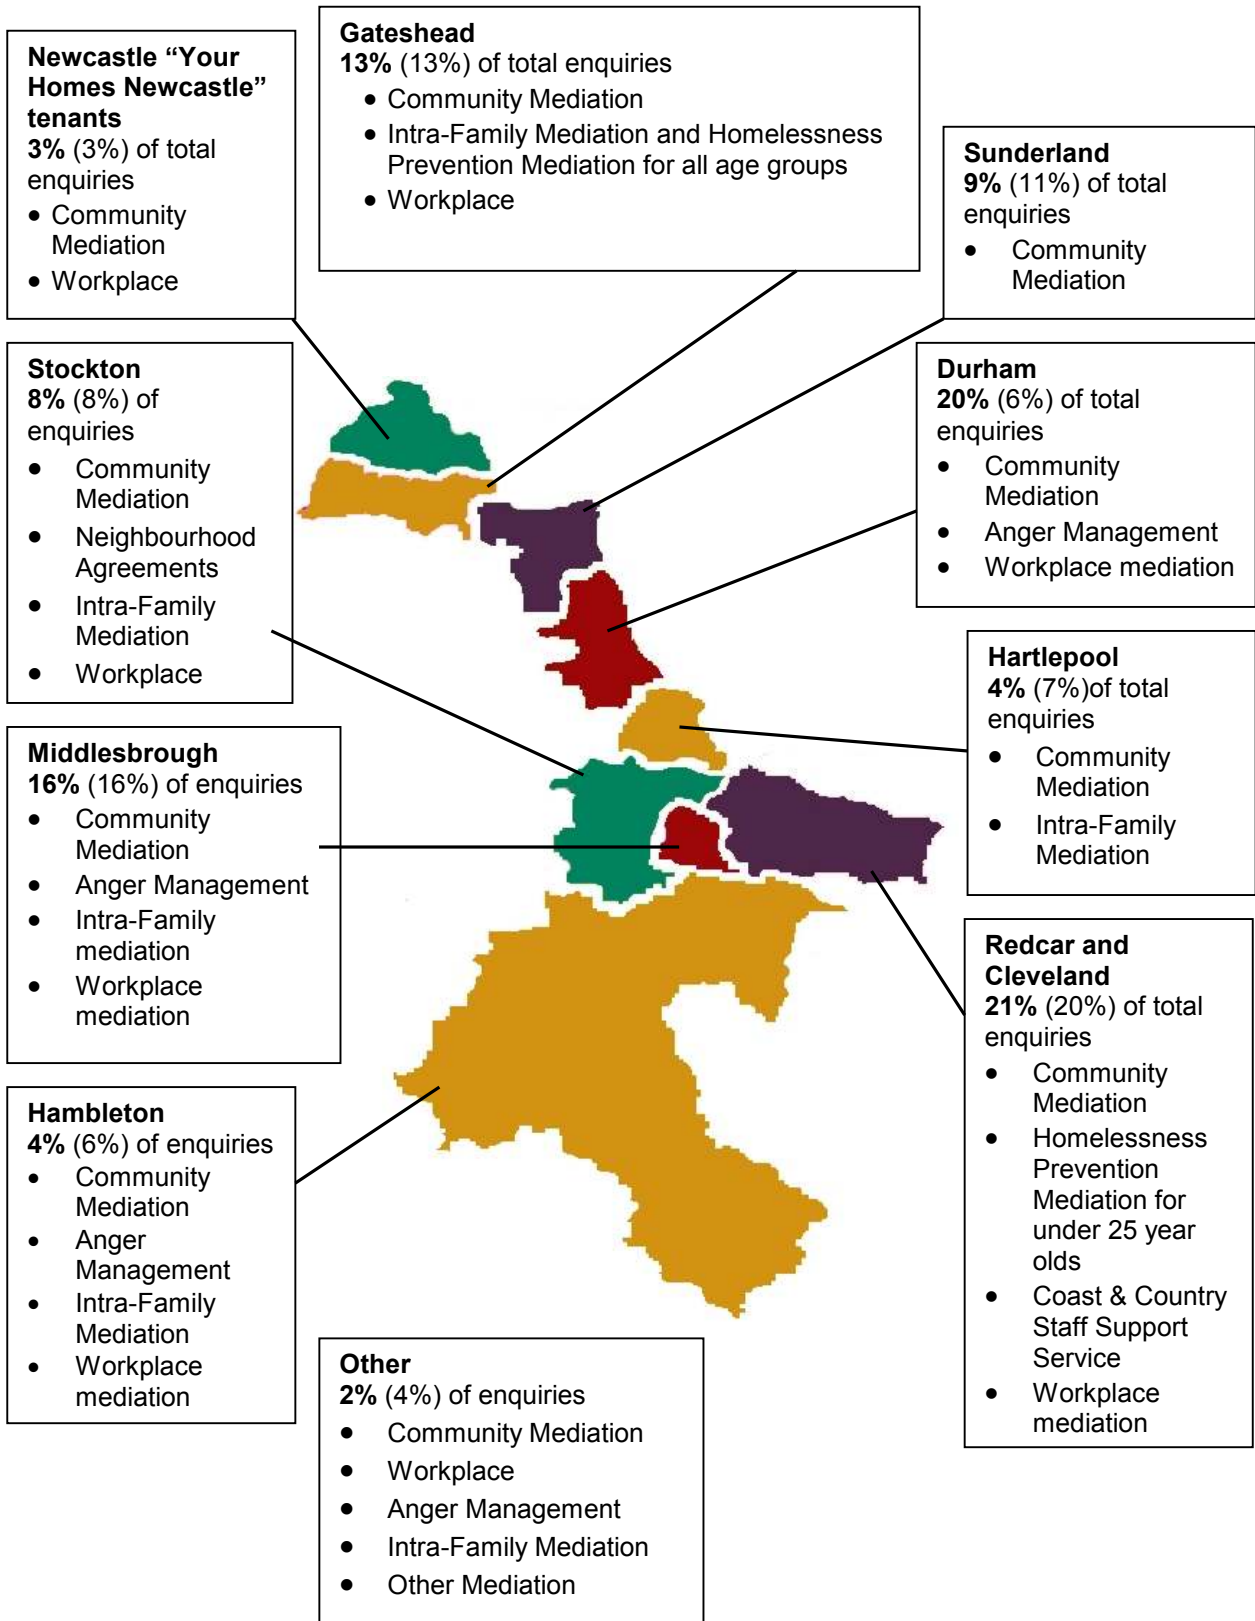 Newcastle “Your
Homes Newcastle”
tenants
3% (3%) of total
enquiries
• Community
Mediation
• Workplace
Gateshead
13% (13%) of total enquiries
• Community Mediation
• Intra-Family Mediation and Homelessness
Prevention Mediation for all age groups
• Workplace
Sunderland
9% (11%) of total
enquiries
• Community
Mediation
Stockton
8% (8%) of
enquiries
• Community
Mediation
• Neighbourhood
Agreements
• Intra-Family
Mediation
• Workplace
Durham
20% (6%) of total
enquiries
• Community
Mediation
• Anger Management
• Workplace mediation
Hartlepool
4% (7%)of total
enquiries
• Community
Mediation
• Intra-Family
Mediation
Middlesbrough
16% (16%) of enquiries
• Community
Mediation
• Anger Management
• Intra-Family
mediation
• Workplace
mediation
Redcar and
Cleveland
21% (20%) of total
enquiries
• Community
Mediation
• Homelessness
Prevention
Mediation for
under 25 year
olds
• Coast & Country
Staff Support
Service
• Workplace
mediation
Hambleton
4% (6%) of enquiries
• Community
Mediation
• Anger
Management
• Intra-Family
Mediation
• Workplace
mediation
Other
2% (4%) of enquiries
• Community Mediation
• Workplace
• Anger Management
• Intra-Family Mediation
• Other Mediation